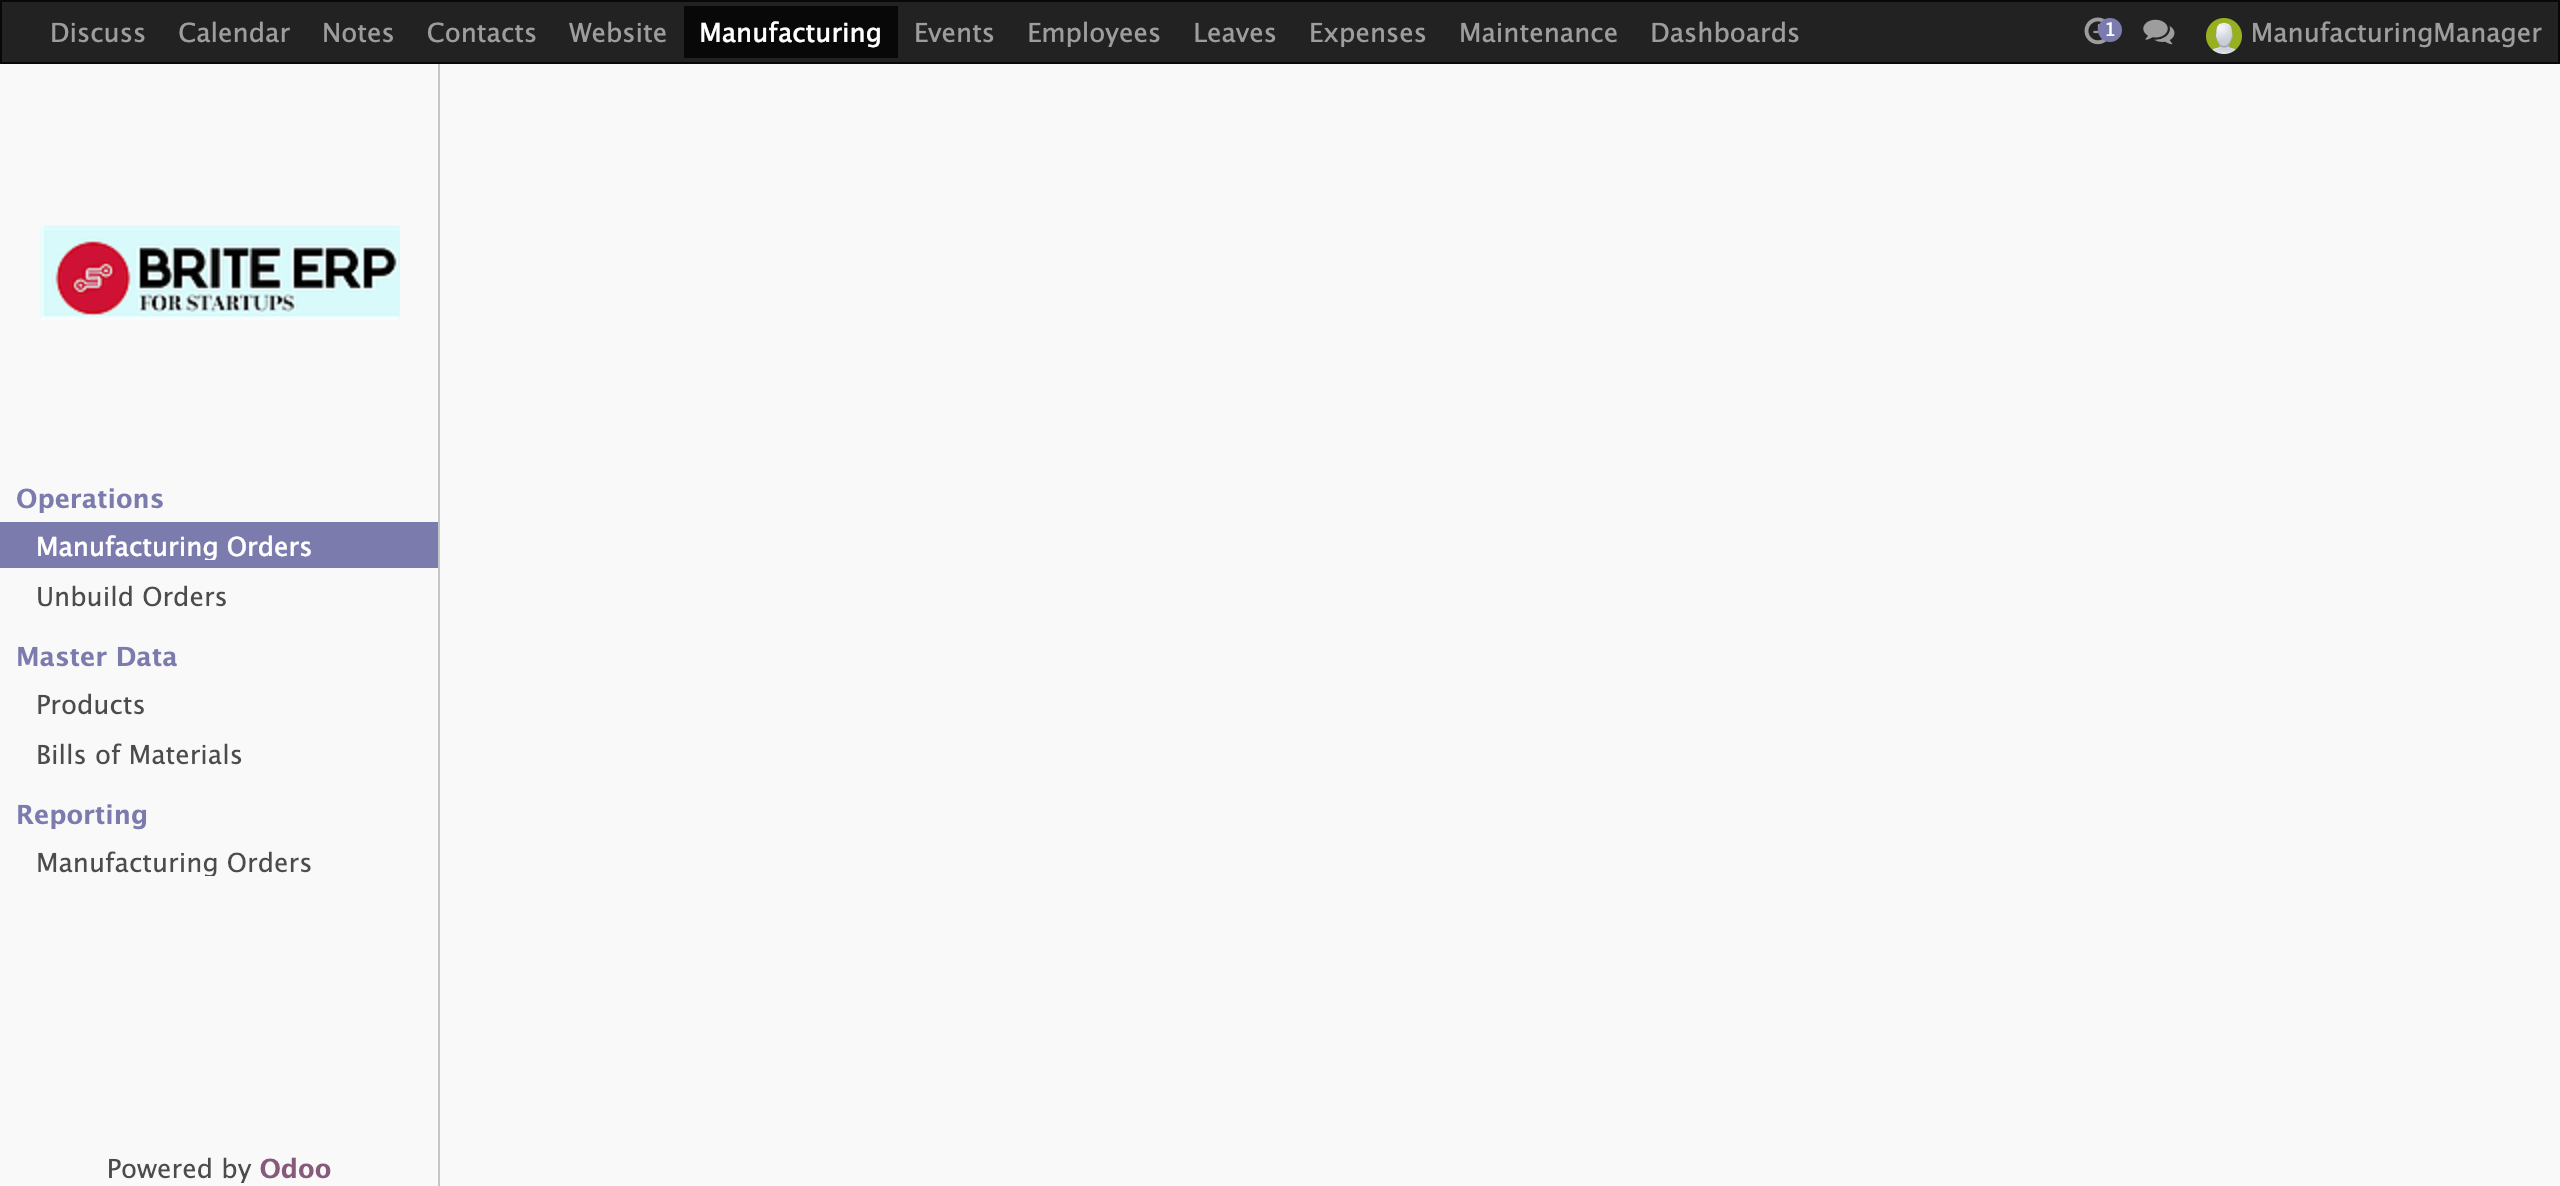 Discuss Calendar Notes Contacts Website Manufacturing Events Employees Leaves Expenses Maintenance Dashboards 1 ManufacturingManager
BRITE ERP
FOR STARTUPS
Operations
Manufacturing Orders
Unbuild Orders
Master Data
Products
Bills of Materials
Reporting
Manufacturing Orders
Powered by Odoo